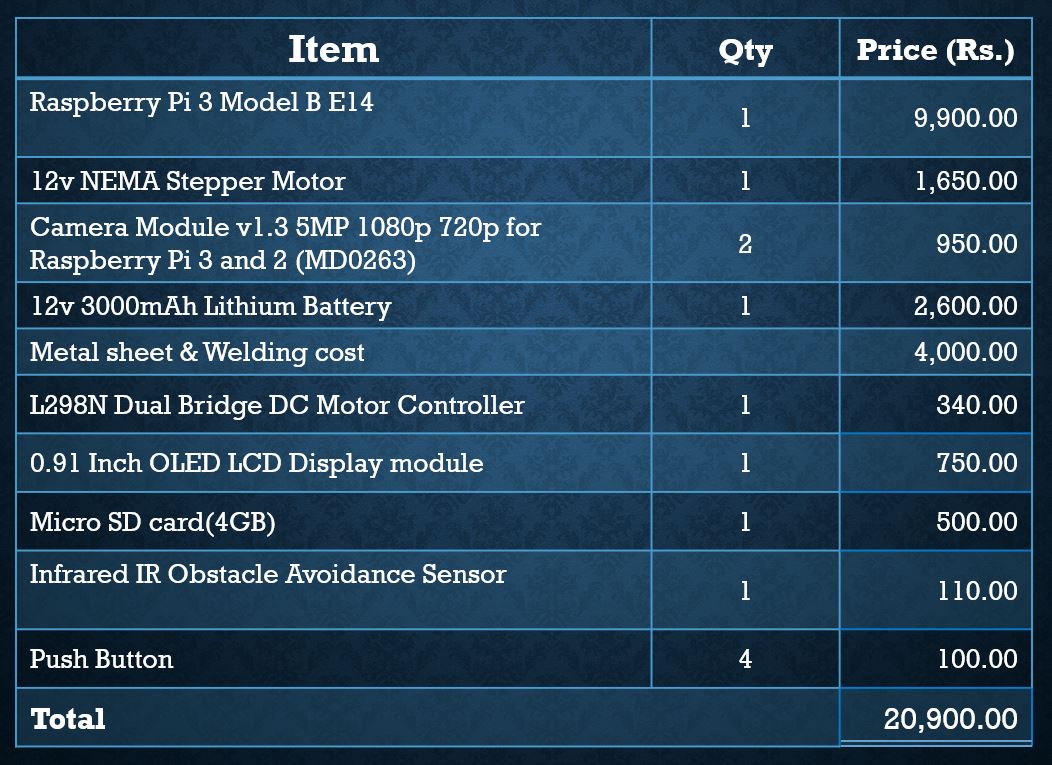 Item Qty Price (Rs.)
Raspberry Pi 3 Model B E14 1 9,900.00
12v NEMA Stepper Motor 1 1,650.00
Camera Module v1.3 5MP 1080p 720p for
Raspberry Pi 3 and 2 (MD0263) 2 950.00
12v 3000mAh Lithium Battery 1 2,600.00
Metal sheet & Welding cost 4,000.00
L298N Dual Bridge DC Motor Controller 1 340.00
0.91 Inch OLED LCD Display module 1 750.00
Micro SD card(4GB) 1 500.00
Infrared IR Obstacle Avoidance Sensor 1 110.00
Push Button 4 100.00
Total 20,900.00